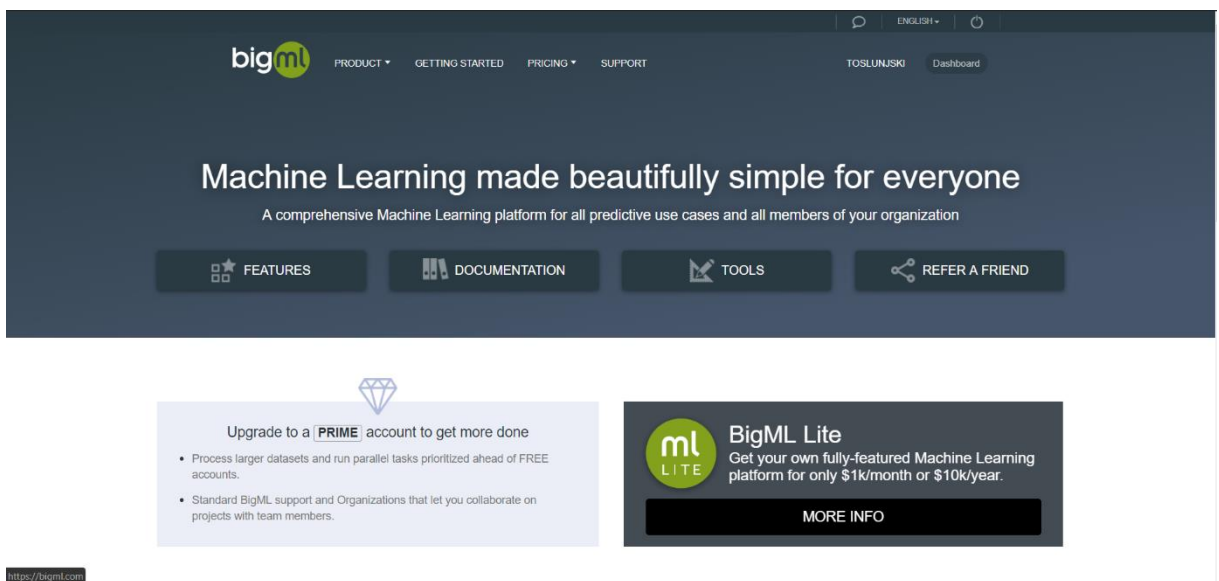 ENGLISH
bigml
PRODUCT
GETTING STARTED
PRICING
SUPPORT
TOSLUNJSKI
Dashboard
Machine Learning made beautifully simple for everyone
A comprehensive Machine Learning platform for all predictive use cases and all members of your organization
FEATURES
DOCUMENTATION
TOOLS
REFER A FRIEND
Upgrade to a PRIME account to get more done
• Process larger datasets and run parallel tasks prioritized ahead of FREE
accounts.
• Standard BigML support and Organizations that let you collaborate on
projects with team members.
ml
LITE
BigML Lite
Get your own fully-featured Machine Learning
platform for only $1k/month or $10k/year.
MORE INFO
https://bigml.com